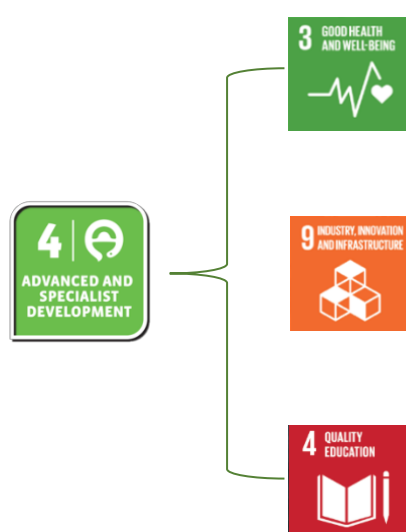 4
ADVANCED AND
SPECIALIST
DEVELOPMENT
3 GOOD HEALTH
AND WELL-BEING
9 INDUSTRY, INNOVATION
AND INFRASTRUCTURE
4 QUALITY
EDUCATION